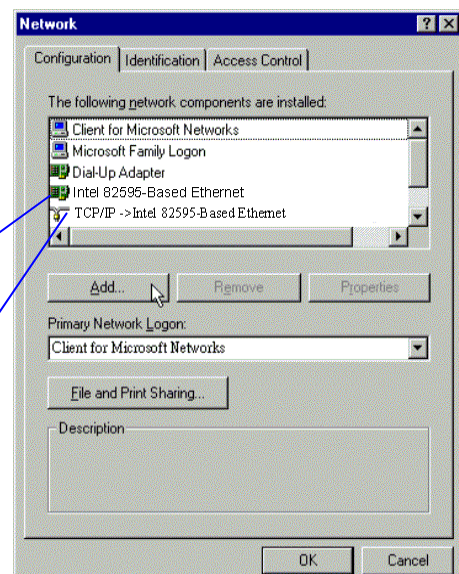 Network
? X
Configuration Identification Access Control
The following network components are installed:
Client for Microsoft Networks
Microsoft Family Logon
Dial-Up Adapter
Intel 82595-Based Ethernet
TCP/IP ->Intel 82595-Based Ethernet
Add... Remove Properties
Primary Network Logon:
Client for Microsoft Networks
File and Print Sharing...
Description
OK Cancel